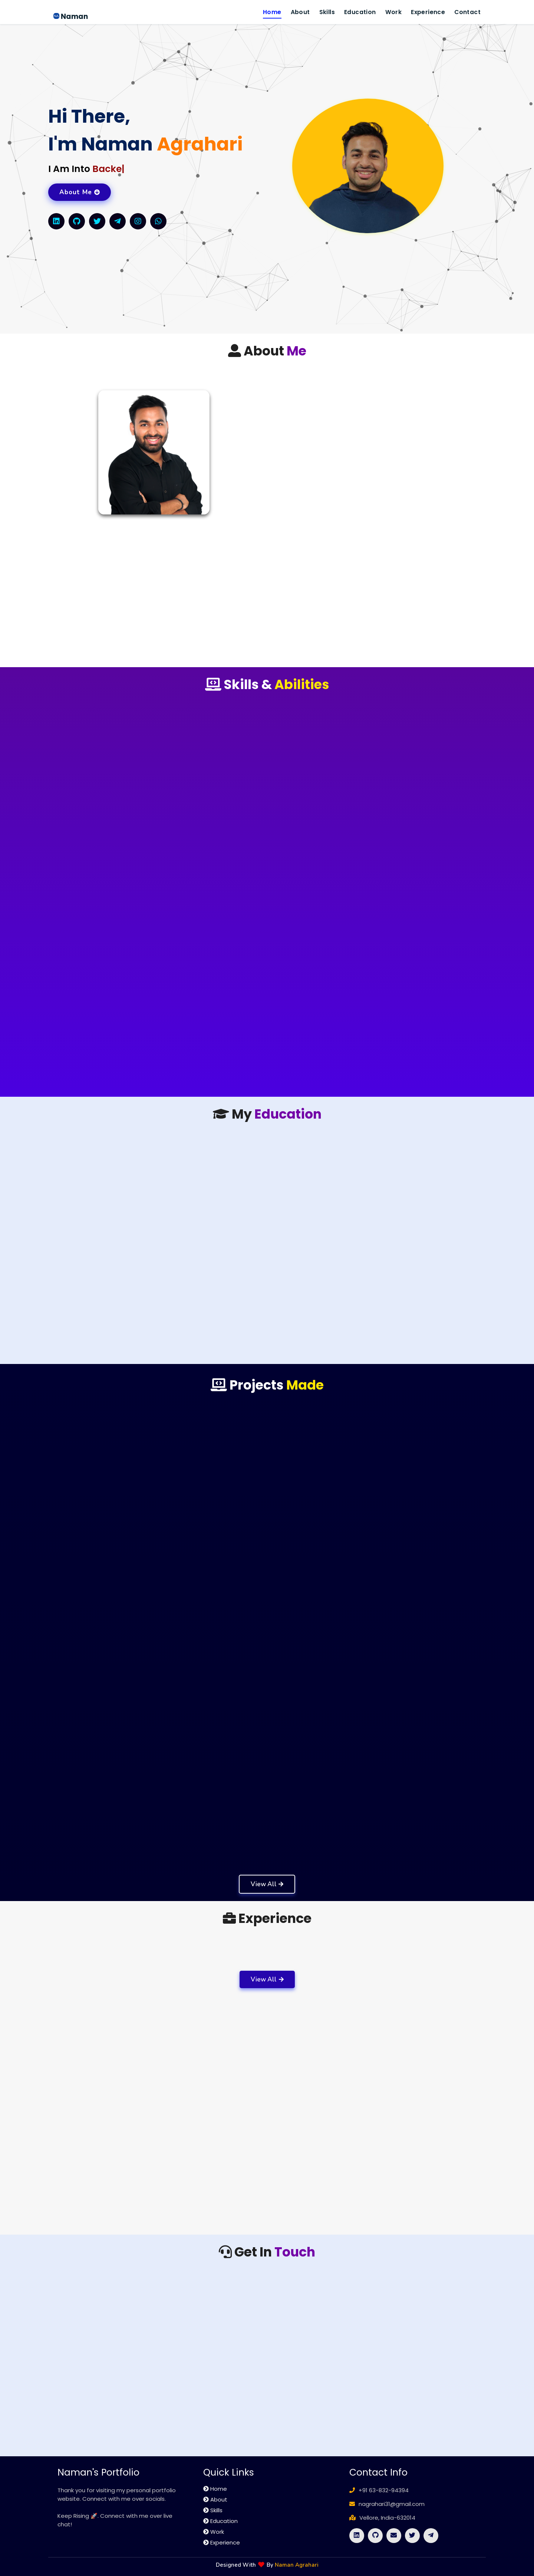 Naman
Home About Skills Education Work Experience Contact
Hi There,
I'm Naman Agrahari
I Am Into Backe|
About Me
About Me
Skills & Abilities
My Education
Projects Made
View All
Experience
View All
Get In Touch
Naman's Portfolio
Thank you for visiting my personal portfolio
website. Connect with me over socials.
Keep Rising 🚀. Connect with me over live
chat!
Quick Links
Home
About
Skills
Education
Work
Experience
Contact Info
+91 63-832-94394
nagrahari31@gmail.com
Vellore, India-632014
Designed With ❤ By Naman Agrahari